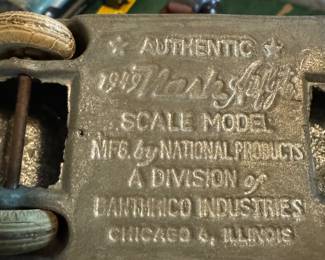 ★ AUTHENTIC ★
1949 Nash Airflyte
SCALE MODEL
MFG. by NATIONAL PRODUCTS
A DIVISION of
BANTHRICO INDUSTRIES
CHICAGO 6, ILLINOIS